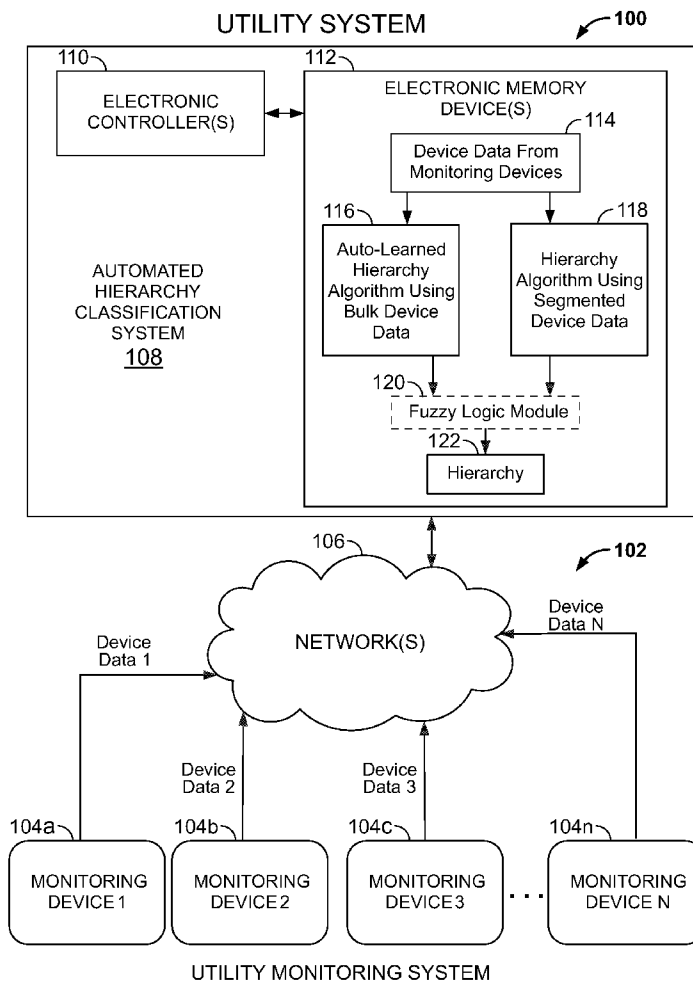 UTILITY SYSTEM
100
110
ELECTRONIC
CONTROLLER(S)
112
ELECTRONIC MEMORY
DEVICE(S)
114
Device Data From
Monitoring Devices
116
Auto-Learned
Hierarchy
Algorithm Using
Bulk Device
Data
118
Hierarchy
Algorithm Using
Segmented
Device Data
AUTOMATED
HIERARCHY
CLASSIFICATION
SYSTEM
108
120
Fuzzy Logic Module
122
Hierarchy
102
106
NETWORK(S)
Device
Data 1
Device
Data 2
Device
Data 3
Device
Data N
104a
MONITORING
DEVICE 1
104b
MONITORING
DEVICE 2
104c
MONITORING
DEVICE 3
. . .
104n
MONITORING
DEVICE N
UTILITY MONITORING SYSTEM